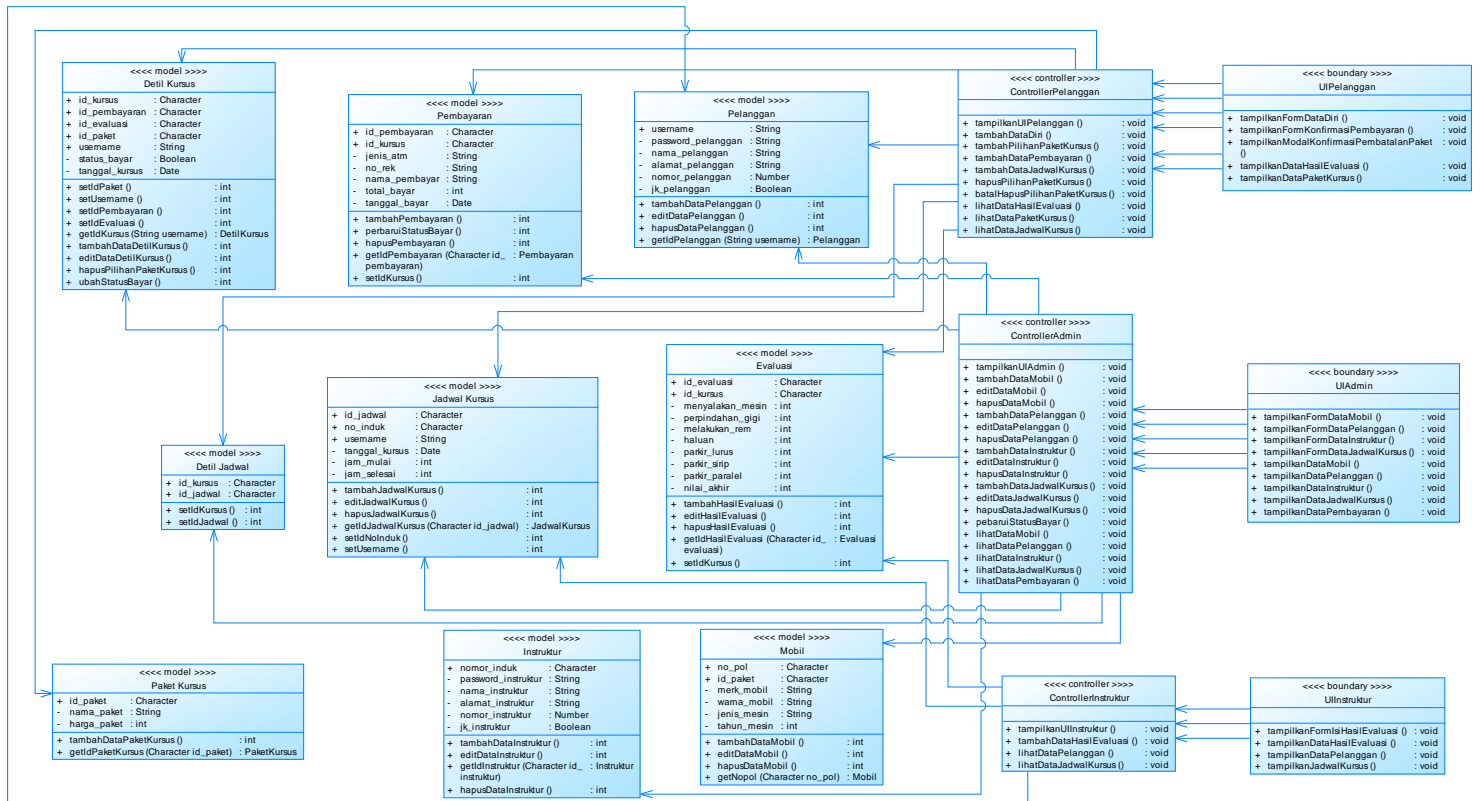 <<<< model >>>>
Detil Kursus
+ id_kursus : Character
+ id_pembayaran : Character
+ id_evaluasi : Character
+ id_paket : Character
+ username : String
- status_bayar : Boolean
- tanggal_kursus : Date
+ setIdPaket () : int
+ setUsername () : int
+ setIdPembayaran () : int
+ setIdEvaluasi () : int
+ getIdKursus (String username) : DetilKursus
+ tambahDataDetilKursus () : int
+ editDataDetilKursus () : int
+ hapusPilihanPaketKursus () : int
+ ubahStatusBayar () : int
<<<< model >>>>
Pembayaran
+ id_pembayaran : Character
+ id_kursus : Character
- jenis_atm : String
- no_rek : String
- nama_pembayar : String
- total_bayar : int
- tanggal_bayar : Date
+ tambahPembayaran () : int
+ perbaruiStatusBayar () : int
+ hapusPembayaran () : int
+ getIdPembayaran (Character id_ : Pembayaran
pembayaran)
+ setIdKursus () : int
<<<< model >>>>
Pelanggan
+ username : String
- password_pelanggan : String
- nama_pelanggan : String
- alamat_pelanggan : String
- nomor_pelanggan : Number
- jk_pelanggan : Boolean
+ tambahDataPelanggan () : int
+ editDataPelanggan () : int
+ hapusDataPelanggan () : int
+ getIdPelanggan (String username) : Pelanggan
<<<< controller >>>>
ControllerPelanggan
+ tampilkanUIPelanggan () : void
+ tambahDataDiri () : void
+ tambahPilihanPaketKursus () : void
+ tambahDataPembayaran () : void
+ tambahDataJadwalKursus () : void
+ hapusPilihanPaketKursus () : void
+ batalHapusPilihanPaketKursus () : void
+ lihatDataHasilEvaluasi () : void
+ lihatDataPaketKursus () : void
+ lihatDataJadwalKursus () : void
<<<< boundary >>>>
UIPelanggan
+ tampilkanFormDataDiri () : void
+ tampilkanFormKonfirmasiPembayaran () : void
+ tampilkanModalKonfirmasiPembatalanPaket : void
()
+ tampilkanDataHasilEvaluasi () : void
+ tampilkanDataPaketKursus () : void
<<<< controller >>>>
ControllerAdmin
+ tampilkanUIAdmin () : void
+ tambahDataMobil () : void
+ editDataMobil () : void
+ hapusDataMobil () : void
+ tambahDataPelanggan () : void
+ editDataPelanggan () : void
+ hapusDataPelanggan () : void
+ tambahDataInstruktur () : void
+ editDataInstruktur () : void
+ hapusDataInstruktur () : void
+ tambahDataJadwalKursus () : void
+ editDataJadwalKursus () : void
+ hapusDataJadwalKursus () : void
+ pebaruiStatusBayar () : void
+ lihatDataMobil () : void
+ lihatDataPelanggan () : void
+ lihatDataInstruktur () : void
+ lihatDataJadwalKursus () : void
+ lihatDataPembayaran () : void
<<<< model >>>>
Evaluasi
+ id_evaluasi : Character
+ id_kursus : Character
- menyalakan_mesin : int
- perpindahan_gigi : int
- melakukan_rem : int
- haluan : int
- parkir_lurus : int
- parkir_sirip : int
- parkir_paralel : int
- nilai_akhir : int
+ tambahHasilEvaluasi () : int
+ editHasilEvaluasi () : int
+ hapusHasilEvaluasi () : int
+ getIdHasilEvaluasi (Character id_ : Evaluasi
evaluasi)
+ setIdKursus () : int
<<<< boundary >>>>
UIAdmin
+ tampilkanFormDataMobil () : void
+ tampilkanFormDataPelanggan () : void
+ tampilkanFormDataInstruktur () : void
+ tampilkanFormDataJadwalKursus () : void
+ tampilkanDataMobil () : void
+ tampilkanDataPelanggan () : void
+ tampilkanDataInstruktur () : void
+ tampilkanDataJadwalKursus () : void
+ tampilkanDataPembayaran () : void
<<<< model >>>>
Jadwal Kursus
+ id_jadwal : Character
+ no_induk : Character
+ username : String
- tanggal_kursus : Date
- jam_mulai : int
- jam_selesai : int
+ tambahJadwalKursus () : int
+ editJadwalKursus () : int
+ hapusJadwalKursus () : int
+ getIdJadwalKursus (Character id_jadwal) : JadwalKursus
+ setIdNoInduk () : int
+ setUsername () : int
<<<< model >>>>
Detil Jadwal
+ id_kursus : Character
+ id_jadwal : Character
+ setIdKursus () : int
+ setIdJadwal () : int
<<<< model >>>>
Instruktur
+ nomor_induk : Character
- password_instruktur : String
- nama_instruktur : String
- alamat_instruktur : String
- nomor_instruktur : Number
- jk_instruktur : Boolean
+ tambahDataInstruktur () : int
+ editDataInstruktur () : int
+ getIdInstruktur (Character id_ : Instruktur
instruktur)
+ hapusDataInstruktur () : int
<<<< model >>>>
Mobil
+ no_pol : Character
+ id_paket : Character
- merk_mobil : String
- warna_mobil : String
- jenis_mesin : String
- tahun_mesin : int
+ tambahDataMobil () : int
+ editDataMobil () : int
+ hapusDataMobil () : int
+ getNopol (Character no_pol) : Mobil
<<<< model >>>>
Paket Kursus
+ id_paket : Character
- nama_paket : String
- harga_paket : int
+ tambahDataPaketKursus () : int
+ getIdPaketKursus (Character id_paket) : PaketKursus
<<<< controller >>>>
ControllerInstruktur
+ tampilkanUIInstruktur () : void
+ tambahDataHasilEvaluasi () : void
+ lihatDataPelanggan () : void
+ lihatDataJadwalKursus () : void
<<<< boundary >>>>
UIInstruktur
+ tampilkanFormIsiHasilEvaluasi () : void
+ tampilkanDataHasilEvaluasi () : void
+ tampilkanDataPelanggan () : void
+ tampilkanJadwalKursus () : void